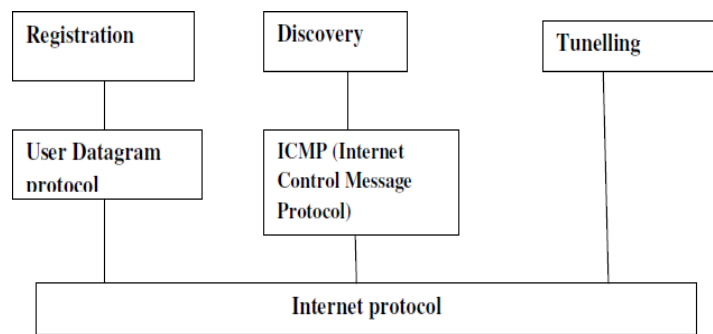 Registration
Discovery
Tunelling
User Datagram
protocol
ICMP (Internet
Control Message
Protocol)
Internet protocol